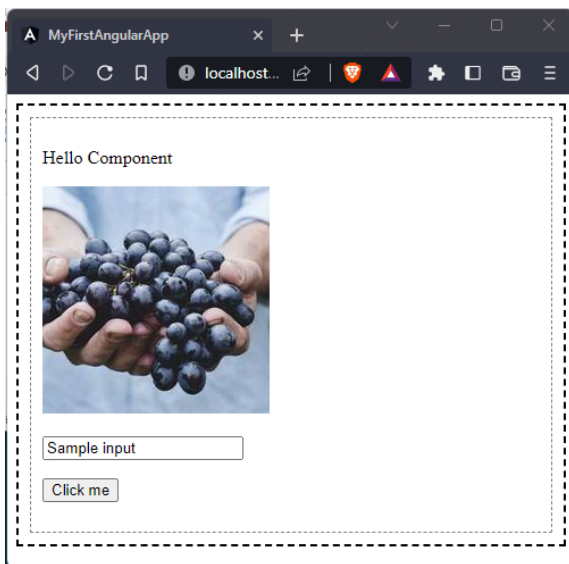 MyFirstAngularApp
localhost...
Hello Component
Sample input
Click me